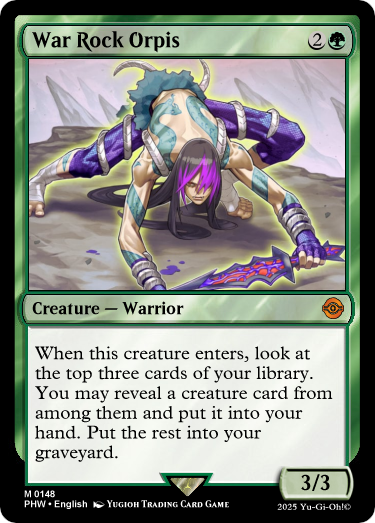 War Rock Orpis 2
Creature — Warrior
When this creature enters, look at
the top three cards of your library.
You may reveal a creature card from
among them and put it into your
hand. Put the rest into your
graveyard.
3/3
M 0148
PHW • English Yugioh Trading Card Game
2025 Yu-Gi-Oh!©